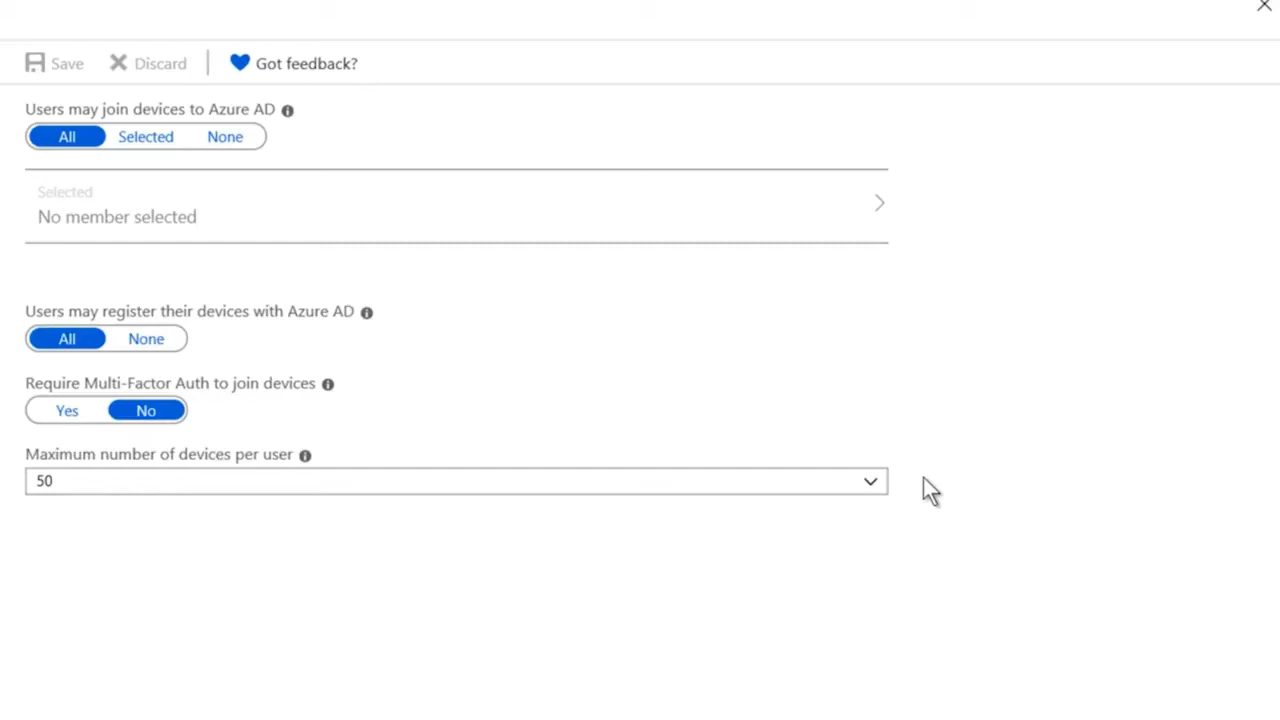 Save Discard Got feedback?
Users may join devices to Azure AD
All Selected None
Selected
No member selected
Users may register their devices with Azure AD
All None
Require Multi-Factor Auth to join devices
Yes No
Maximum number of devices per user
50